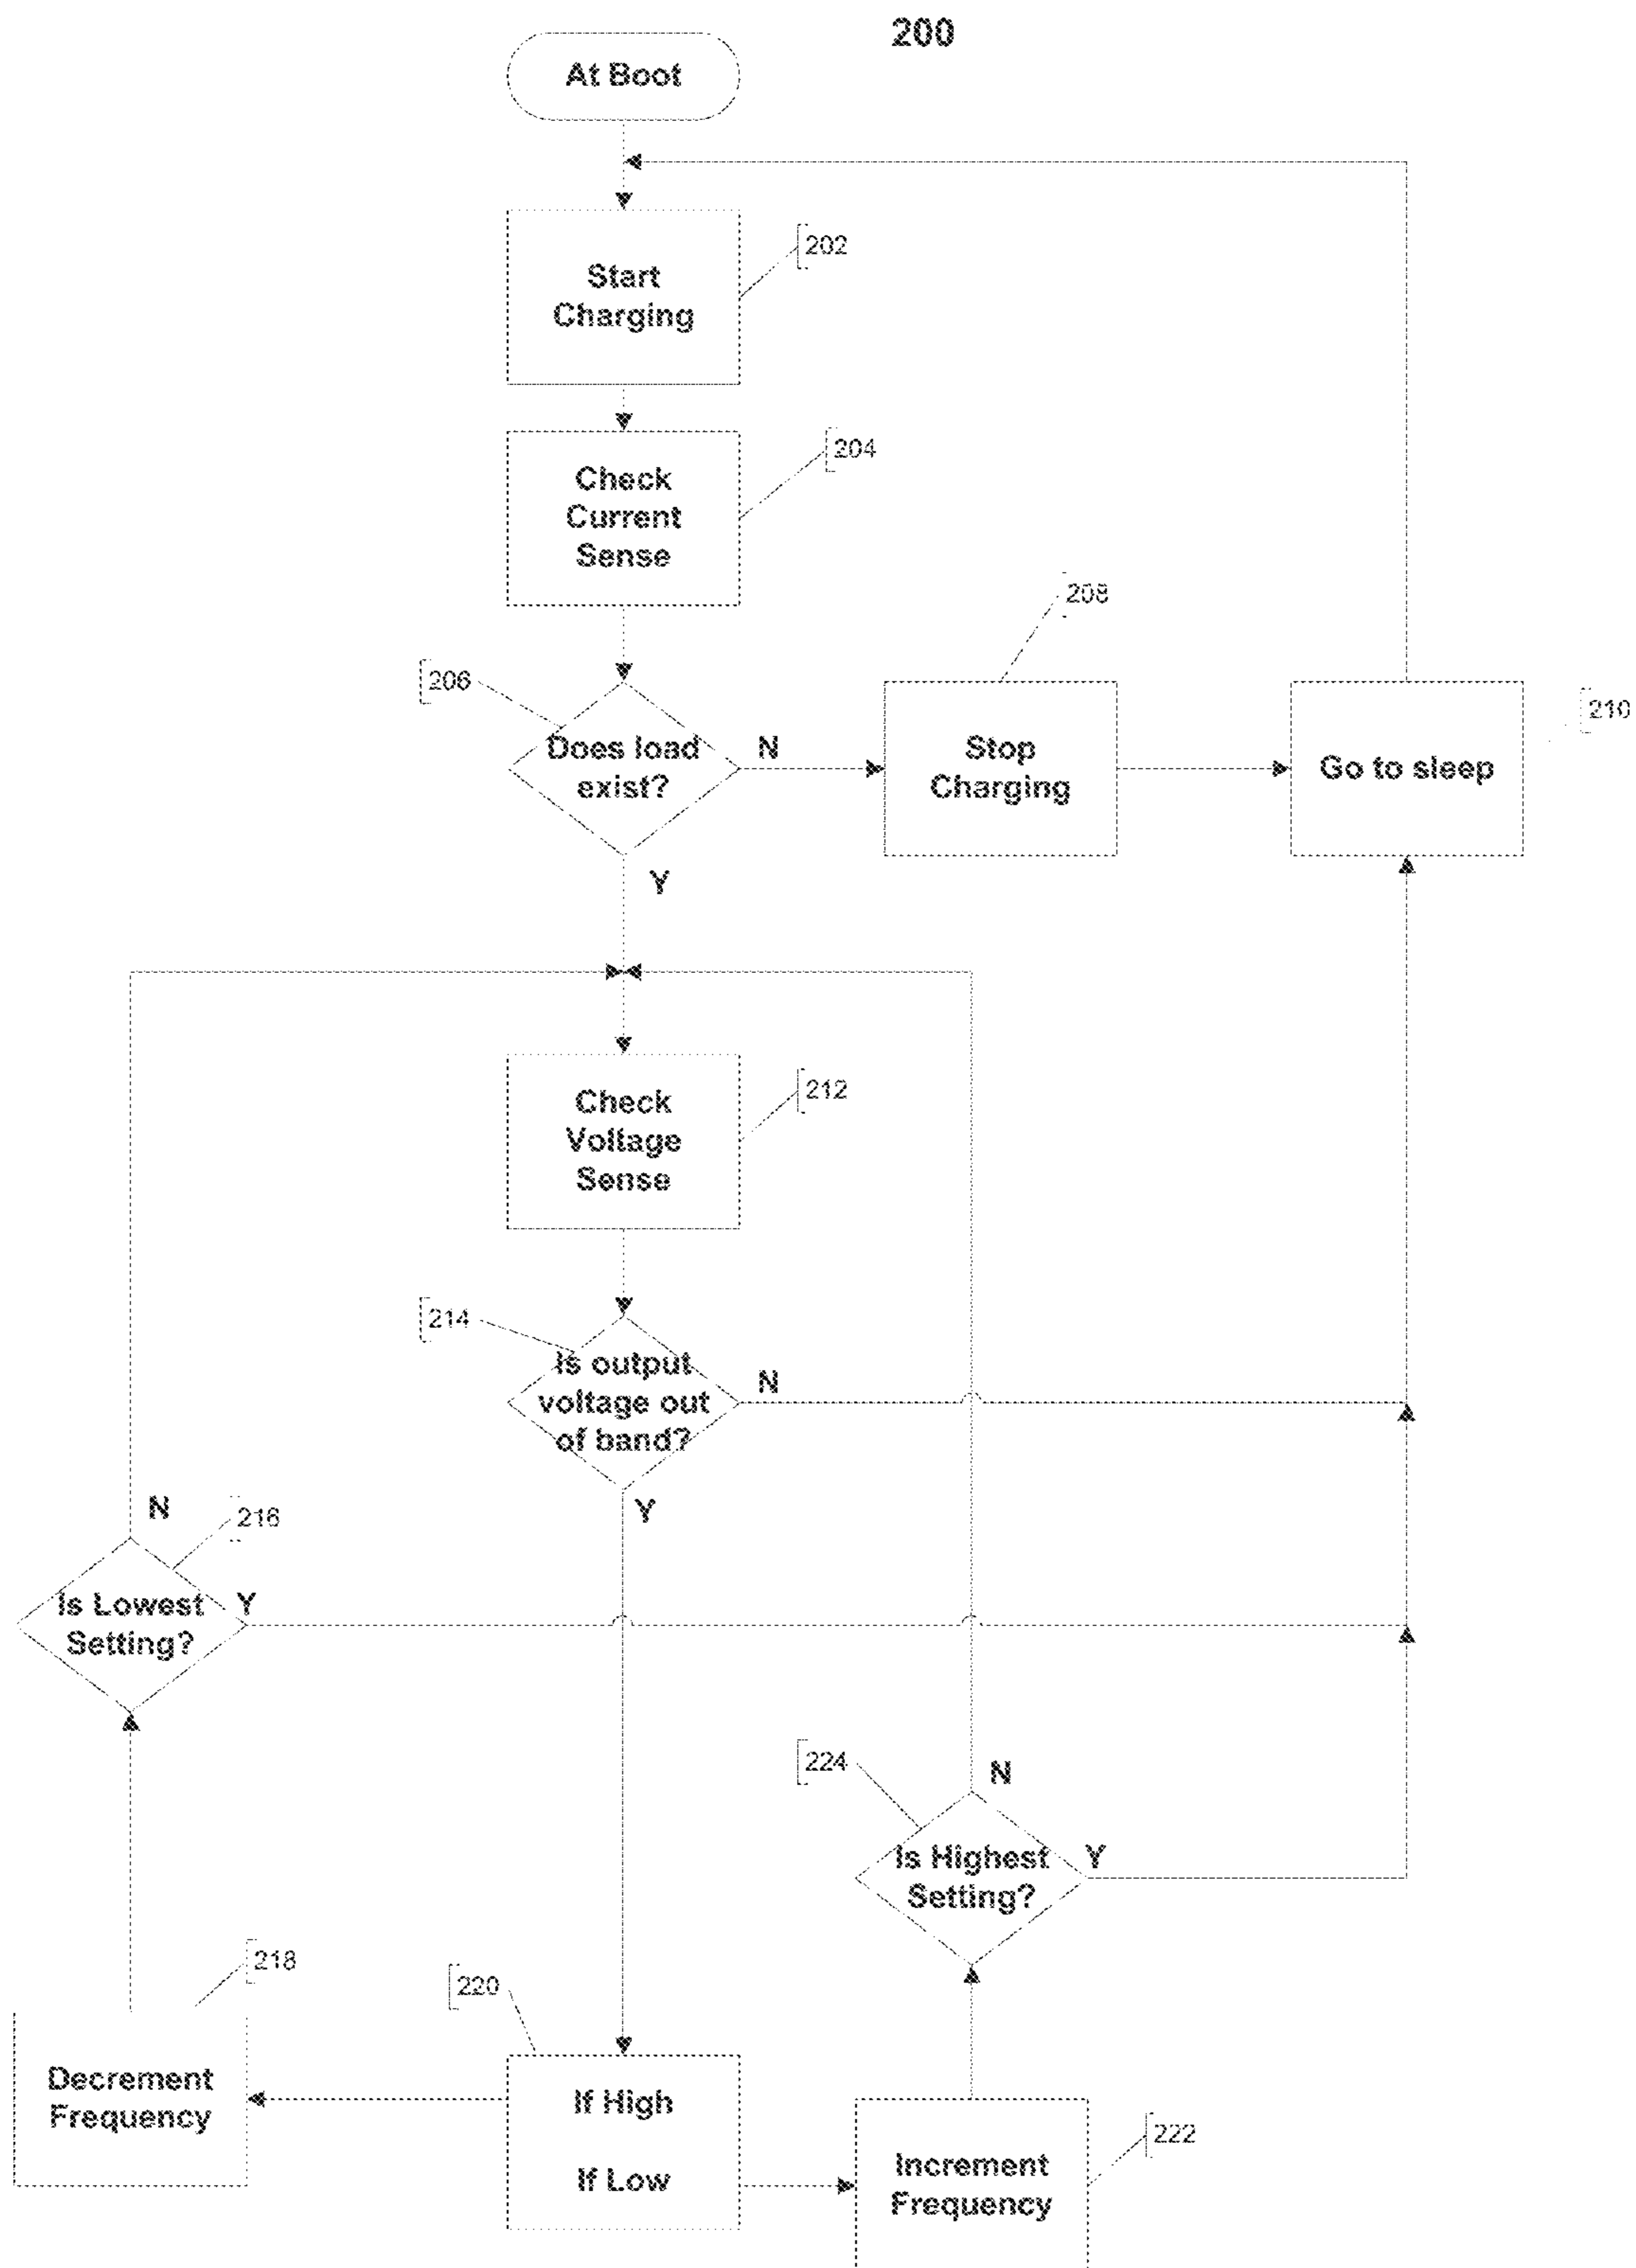 200
At Boot
202
Start
Charging
204
Check
Current
Sense
206
Does load
exist?
N
Y
208
Stop
Charging
210
Go to sleep
212
Check
Voltage
Sense
214
Is output
voltage out
of band?
N
Y
N
216
Is Lowest
Setting?
Y
224
N
Is Highest
Setting?
Y
218
Decrement
Frequency
220
If High
If Low
222
Increment
Frequency